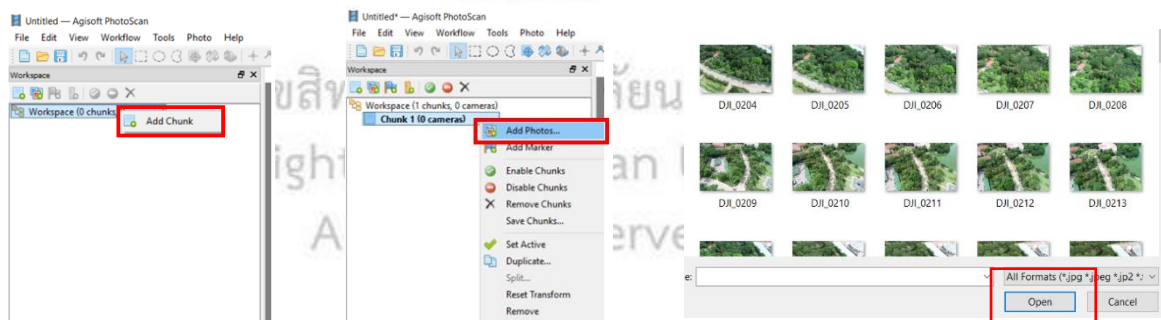 Untitled — Agisoft PhotoScan
File Edit View Workflow Tools Photo Help
Workspace
Workspace (0 chunks,
Add Chunk
Untitled* — Agisoft PhotoScan
File Edit View Workflow Tools Photo Help
Workspace
Workspace (1 chunks, 0 cameras)
Chunk 1 (0 cameras)
Add Photos...
Add Marker
Enable Chunks
Disable Chunks
Remove Chunks
Save Chunks...
Set Active
Duplicate...
Split...
Reset Transform
Remove
DJI_0204 DJI_0205 DJI_0206 DJI_0207 DJI_0208
DJI_0209 DJI_0210 DJI_0211 DJI_0212 DJI_0213
e:
All Formats (*.jpg *.jpeg *.jp2 *.
Open Cancel